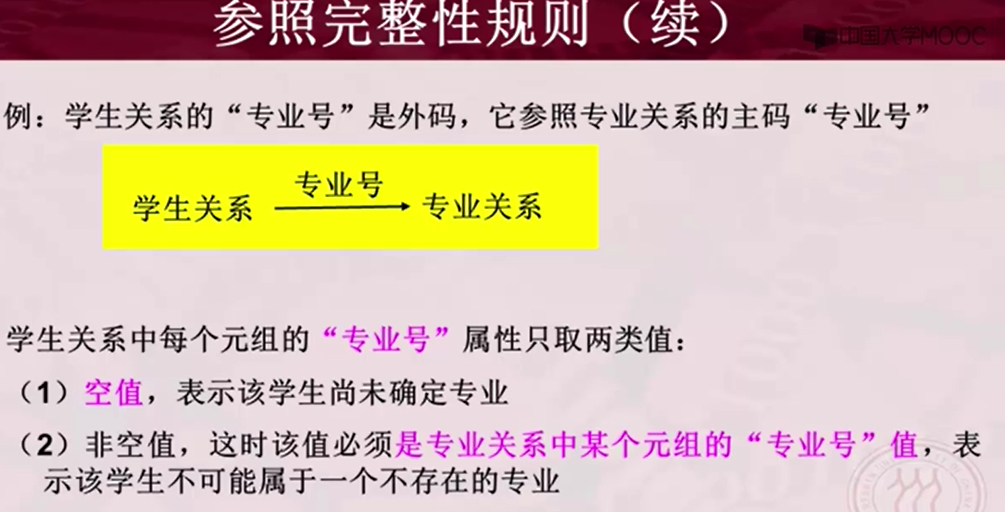 参照完整性规则（续）
中国大学MOOC
例：学生关系的“专业号”是外码，它参照专业关系的主码“专业号”
专业号
学生关系
专业关系
学生关系中每个元组的“专业号”属性只取两类值：
（1）空值，表示该学生尚未确定专业
（2）非空值，这时该值必须是专业关系中某个元组的“专业号”值，表
示该学生不可能属于一个不存在的专业